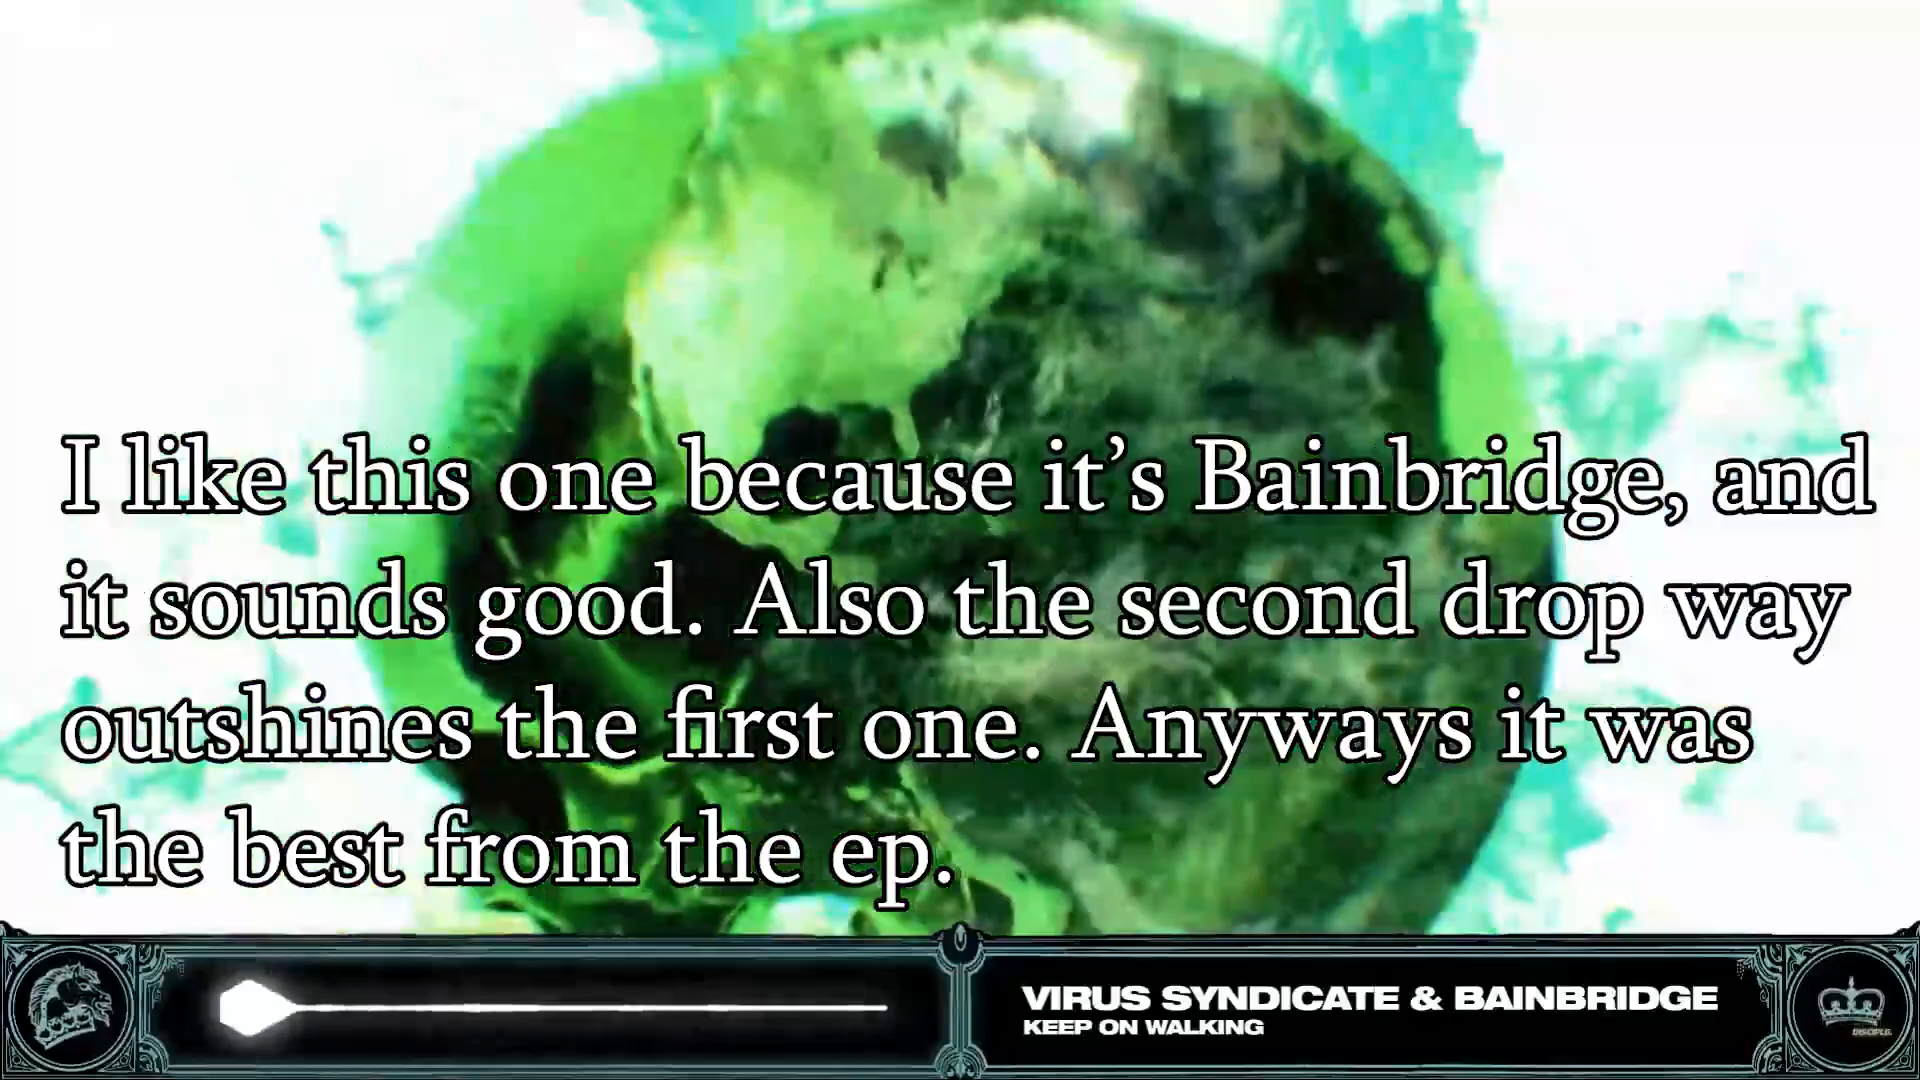 I like this one because it’s Bainbridge, and
it sounds good. Also the second drop way
outshines the first one. Anyways it was
the best from the ep.
VIRUS SYNDICATE & BAINBRIDGE
KEEP ON WALKING
DISCIPLE